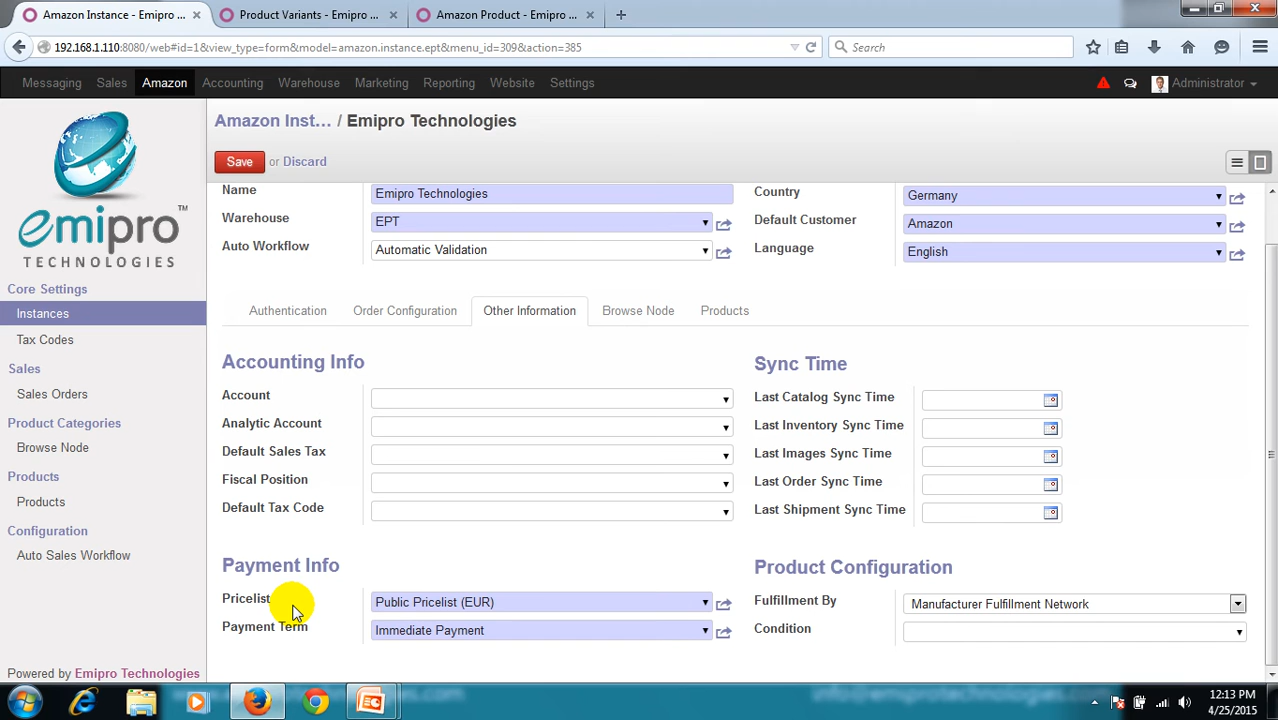 Amazon Instance - Emipro ... ×
Product Variants - Emipro ... ×
Amazon Product - Emipro ... × +
192.168.1.110:8080/web#id=1&view_type=form&model=amazon.instance.ept&menu_id=309&action=385
Search
Messaging Sales Amazon Accounting Warehouse Marketing Reporting Website Settings
Administrator
Amazon Inst... / Emipro Technologies
Save or Discard
emipro™
TECHNOLOGIES
Core Settings
Instances
Tax Codes
Sales
Sales Orders
Product Categories
Browse Node
Products
Products
Configuration
Auto Sales Workflow
Powered by Emipro Technologies
Name Emipro Technologies
Warehouse EPT
Auto Workflow Automatic Validation
Country Germany
Default Customer Amazon
Language English
Authentication Order Configuration Other Information Browse Node Products
Accounting Info
Account
Analytic Account
Default Sales Tax
Fiscal Position
Default Tax Code
Sync Time
Last Catalog Sync Time
Last Inventory Sync Time
Last Images Sync Time
Last Order Sync Time
Last Shipment Sync Time
Payment Info
Pricelist Public Pricelist (EUR)
Payment Term Immediate Payment
Product Configuration
Fulfillment By Manufacturer Fulfillment Network
Condition
12:13 PM
4/25/2015